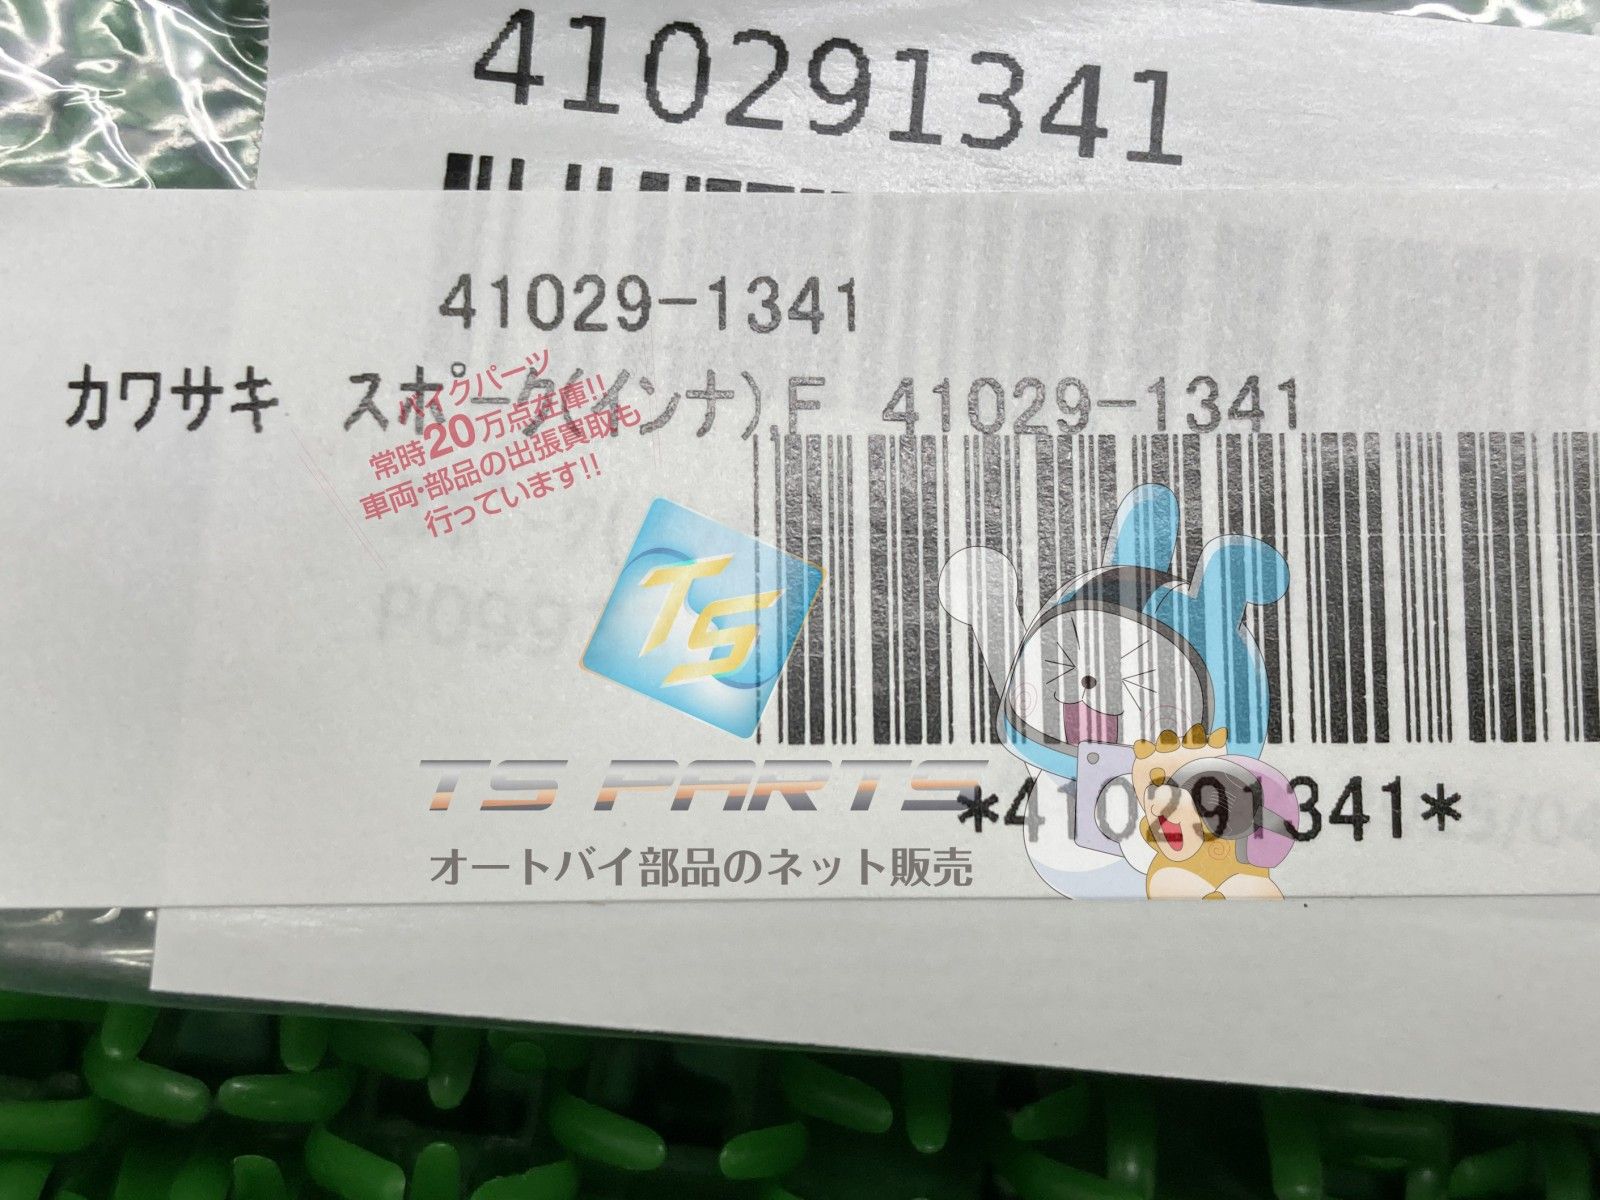 410291341
41029-1341
カワサキ スポーク(インナ),F 41029-1341
バイクパーツ
常時20万点在庫!!
車両・部品の出張買取も
行っています!!
TS
TS PARTS
*410291341*
オートバイ部品のネット販売